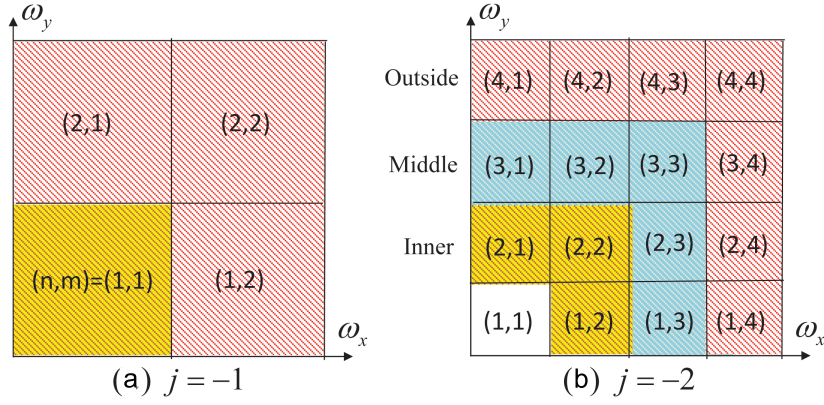 ω_y
(2,1) (2,2)
(n,m)=(1,1) (1,2)
ω_x
(a) j = −1
ω_y
Outside (4,1) (4,2) (4,3) (4,4)
Middle (3,1) (3,2) (3,3) (3,4)
Inner (2,1) (2,2) (2,3) (2,4)
(1,1) (1,2) (1,3) (1,4)
ω_x
(b) j = −2